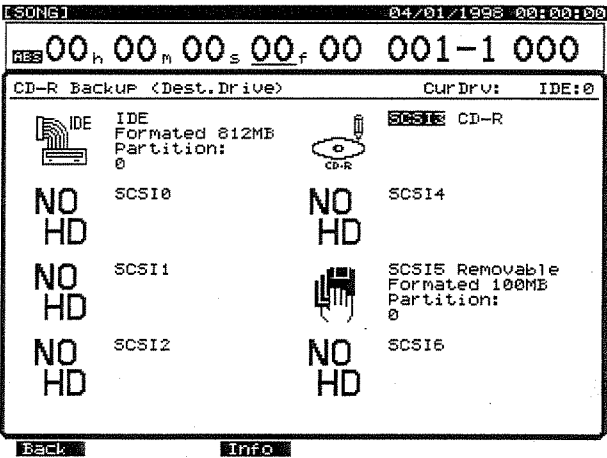 [SONG] 04/01/1998 00:00:00
ABS 00h 00m 00s 00f 00 001-1 000
CD-R Backup (Dest.Drive) CurDrv: IDE:0
IDE
IDE
Formated 812MB
Partition:
0
SCSI3 CD-R
CD-R
NO HD
SCSI0
NO HD
SCSI4
NO HD
SCSI1
SCSI5 Removable
Formated 100MB
Partition:
0
NO HD
SCSI2
NO HD
SCSI6
Back Info